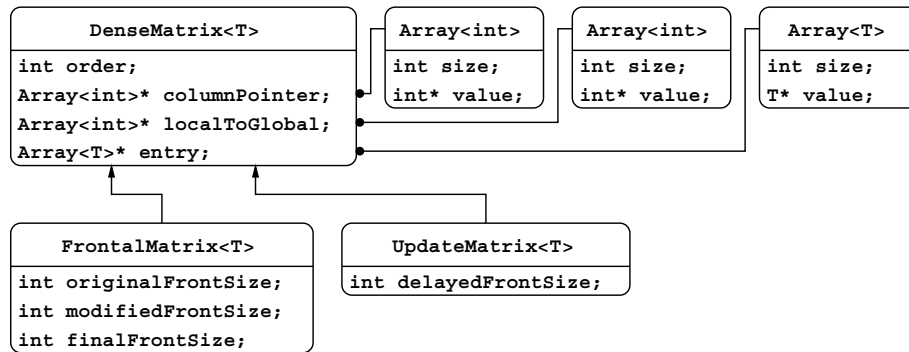 DenseMatrix<T>
int order;
Array<int>* columnPointer;
Array<int>* localToGlobal;
Array<T>* entry;
Array<int>
int size;
int* value;
Array<int>
int size;
int* value;
Array<T>
int size;
T* value;
FrontalMatrix<T>
int originalFrontSize;
int modifiedFrontSize;
int finalFrontSize;
UpdateMatrix<T>
int delayedFrontSize;